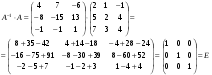 A⁻¹ · A = ( 4 7 −6 ; −8 −15 13 ; −1 −1 1 ) ( 2 1 −1 ; 5 2 4 ; 7 3 3 ) =
= ( 8+35−42 4+14−18 −4+28−24 ; −16−75+91 −8−30+39 8−60+52 ; −2−5+7 −1−2+3 1−4+4 ) = ( 1 0 0 ; 0 1 0 ; 0 0 1 ) = E